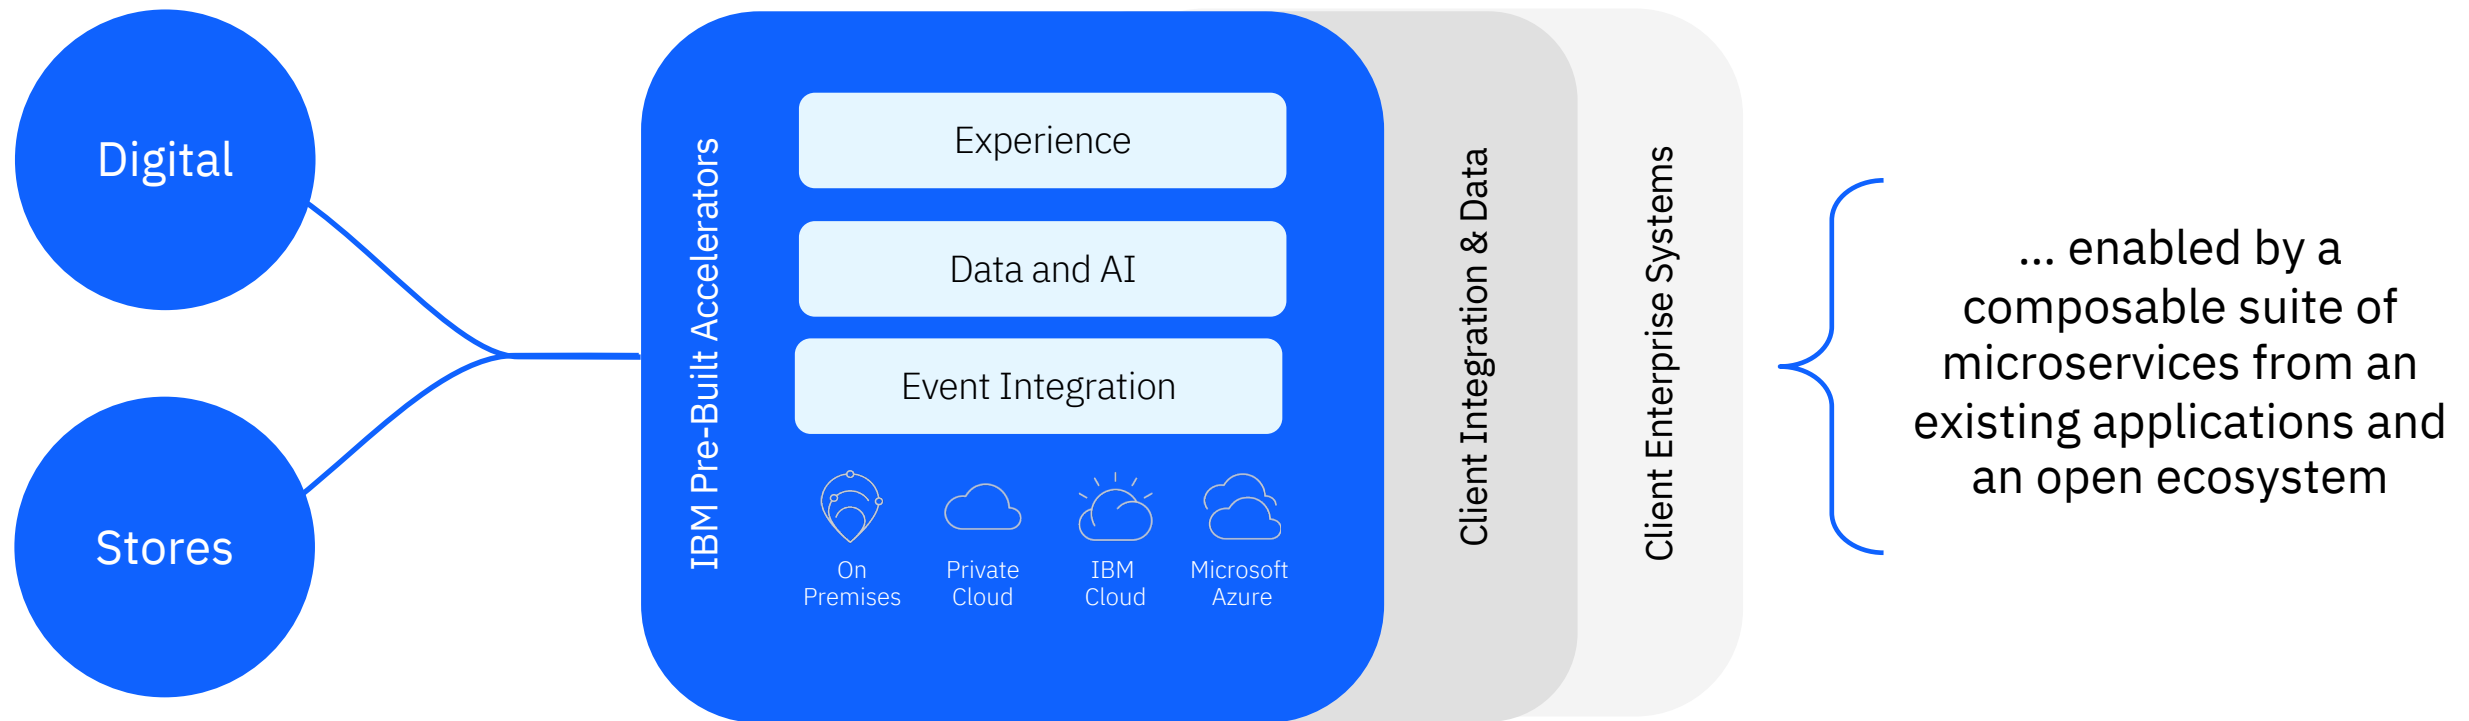 Digital
Stores
IBM Pre-Built Accelerators
Experience
Data and AI
Event Integration
On
Premises
Private
Cloud
IBM
Cloud
Microsoft
Azure
Client Integration & Data
Client Enterprise Systems
... enabled by a
composable suite of
microservices from an
existing applications and
an open ecosystem